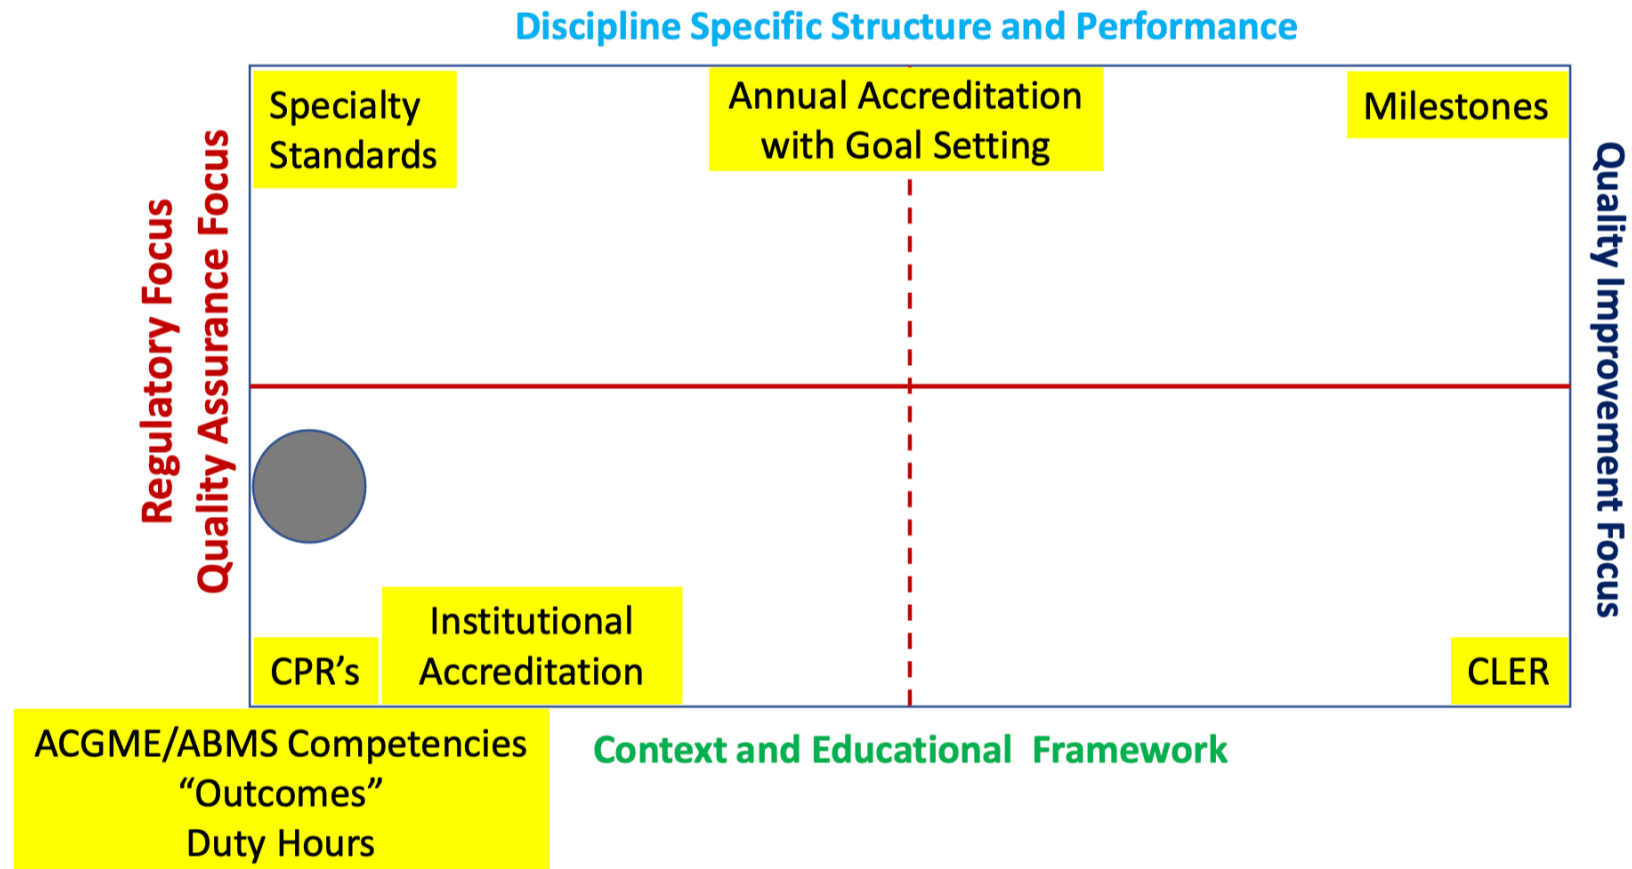 Discipline Specific Structure and Performance
Specialty
Standards
Annual Accreditation
with Goal Setting
Milestones
Regulatory Focus
Quality Assurance Focus
Quality Improvement Focus
Institutional
Accreditation
CPR’s
CLER
ACGME/ABMS Competencies
“Outcomes”
Duty Hours
Context and Educational  Framework